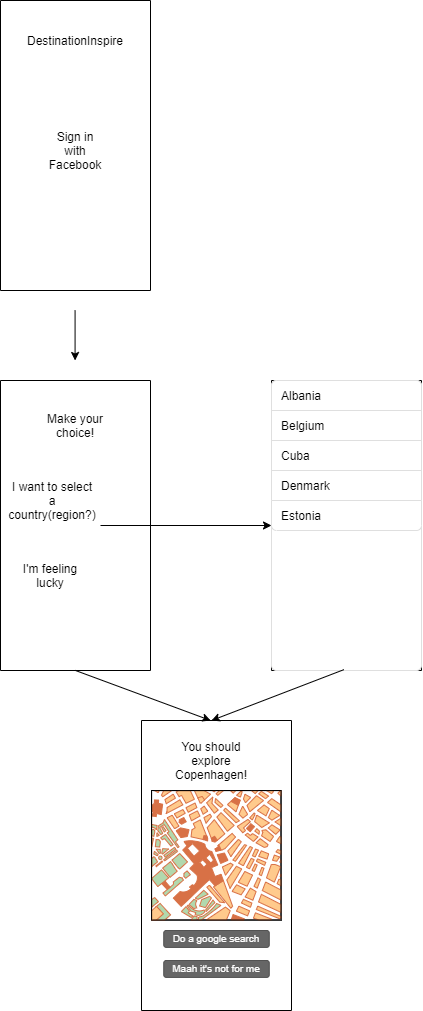 DestinationInspire
Sign in
with
Facebook
Make your
choice!
I want to select
a
country(region?)
I'm feeling
lucky
Albania
Belgium
Cuba
Denmark
Estonia
You should
explore
Copenhagen!
Do a google search
Maah it's not for me